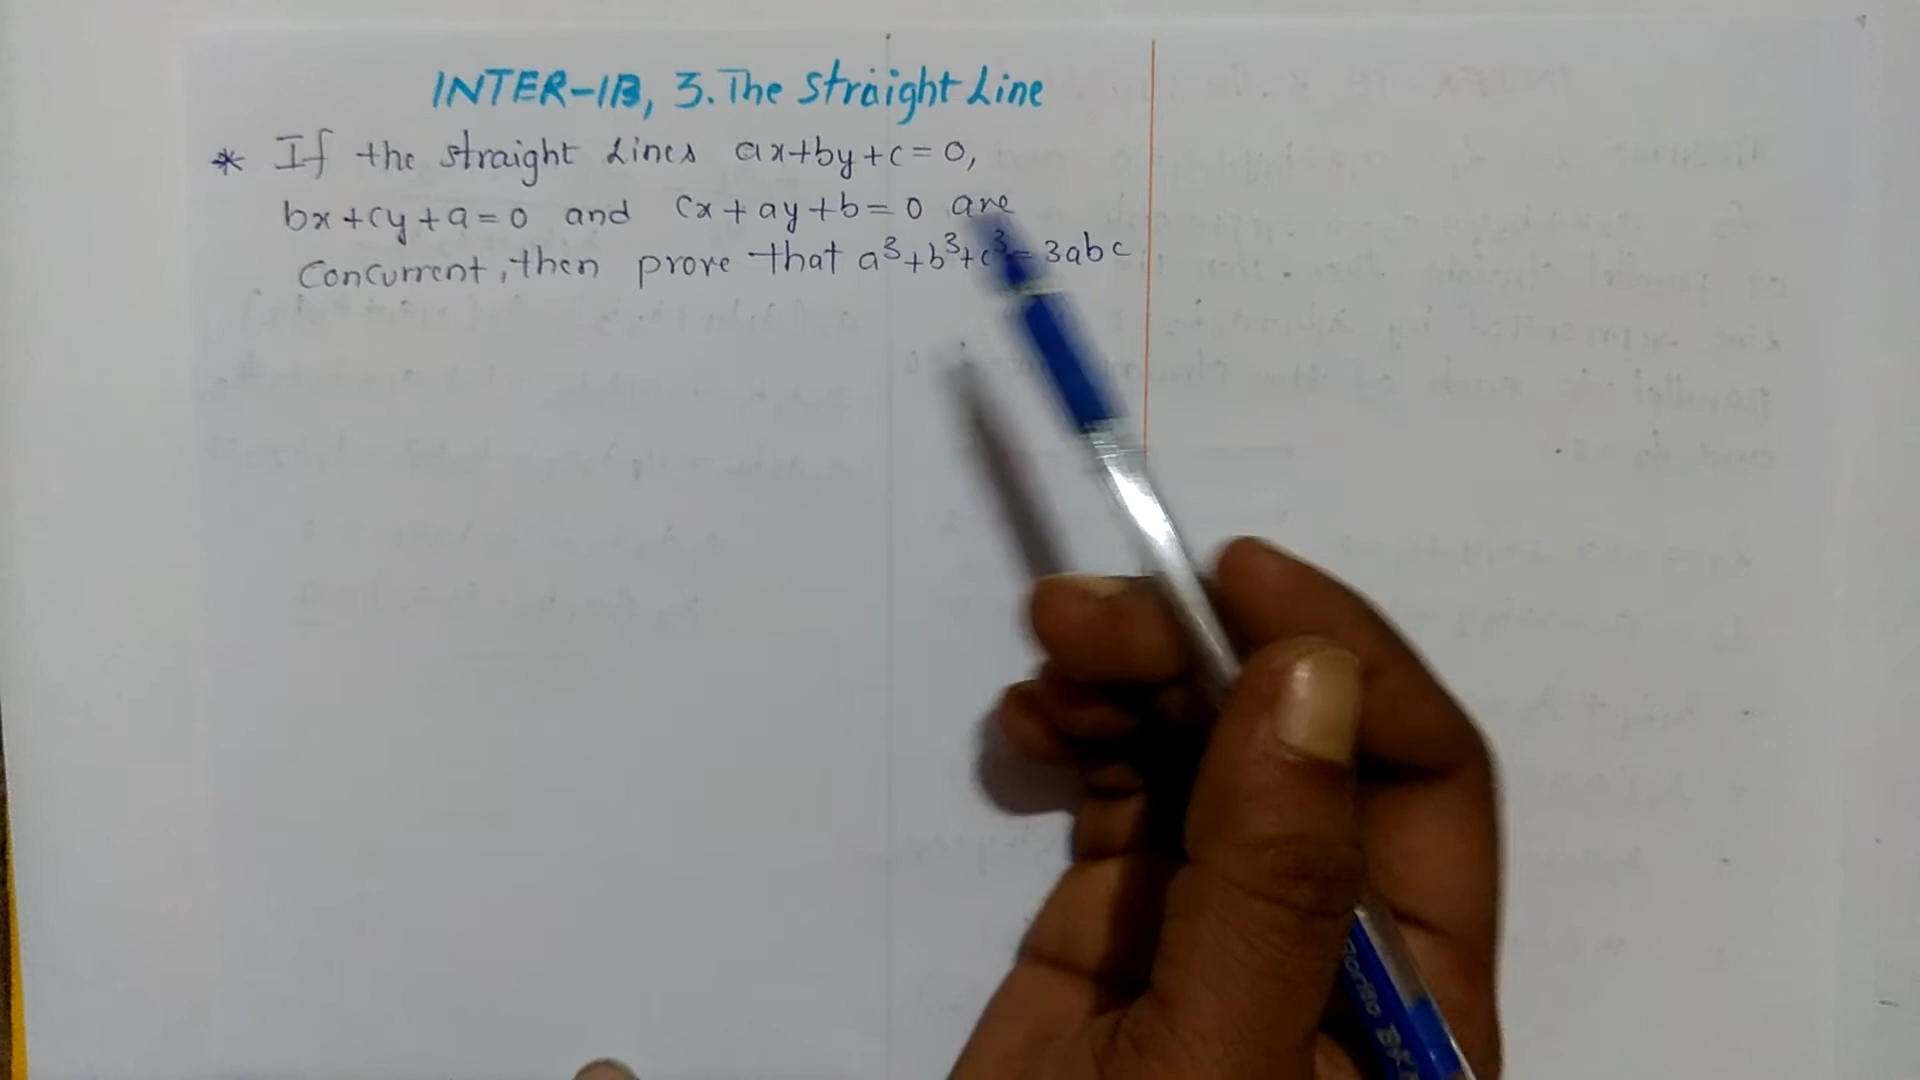 INTER-1B, 3. The Straight Line
* If the straight lines ax+by+c=0,
bx+cy+a=0 and cx+ay+b=0 are
Concurrent, then prove that a³+b³+c³=3abc